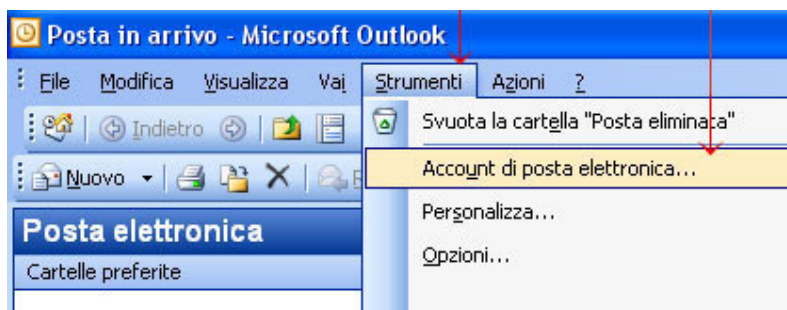 Posta in arrivo - Microsoft Outlook
File Modifica Visualizza Vai Strumenti Azioni ?
Indietro
Svuota la cartella "Posta eliminata"
Nuovo
Account di posta elettronica...
Personalizza...
Posta elettronica
Opzioni...
Cartelle preferite